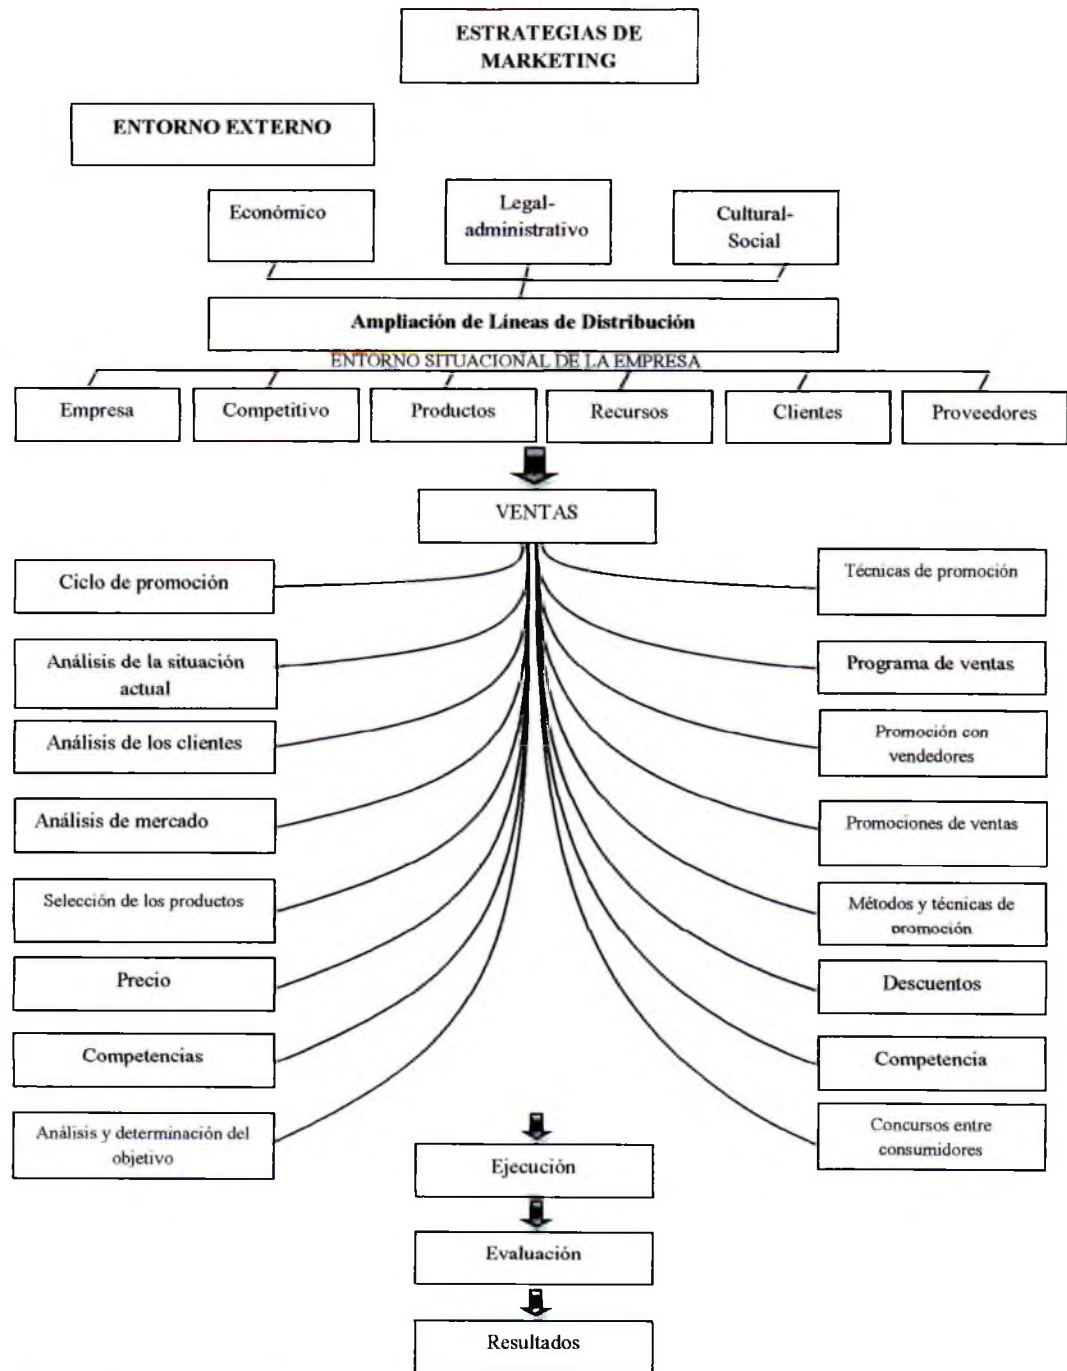 ESTRATEGIAS DE
MARKETING
ENTORNO EXTERNO
Económico
Legal-
administrativo
Cultural-
Social
Ampliación de Líneas de Distribución
ENTORNO SITUACIONAL DE LA EMPRESA
Empresa
Competitivo
Productos
Recursos
Clientes
Proveedores
VENTAS
Ciclo de promoción
Técnicas de promoción
Análisis de la situación
actual
Programa de ventas
Análisis de los clientes
Promoción con
vendedores
Análisis de mercado
Promociones de ventas
Selección de los productos
Métodos y técnicas de
promoción
Precio
Descuentos
Competencias
Competencia
Análisis y determinación del
objetivo
Concursos entre
consumidores
Ejecución
Evaluación
Resultados